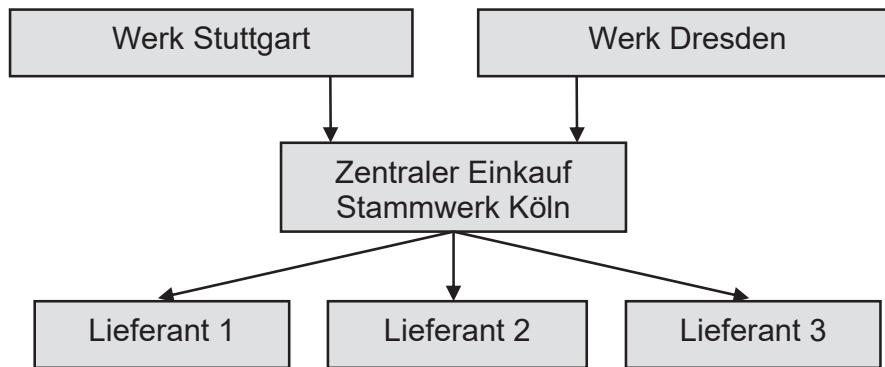 Werk Stuttgart
Werk Dresden
Zentraler Einkauf
Stammwerk Köln
Lieferant 1
Lieferant 2
Lieferant 3